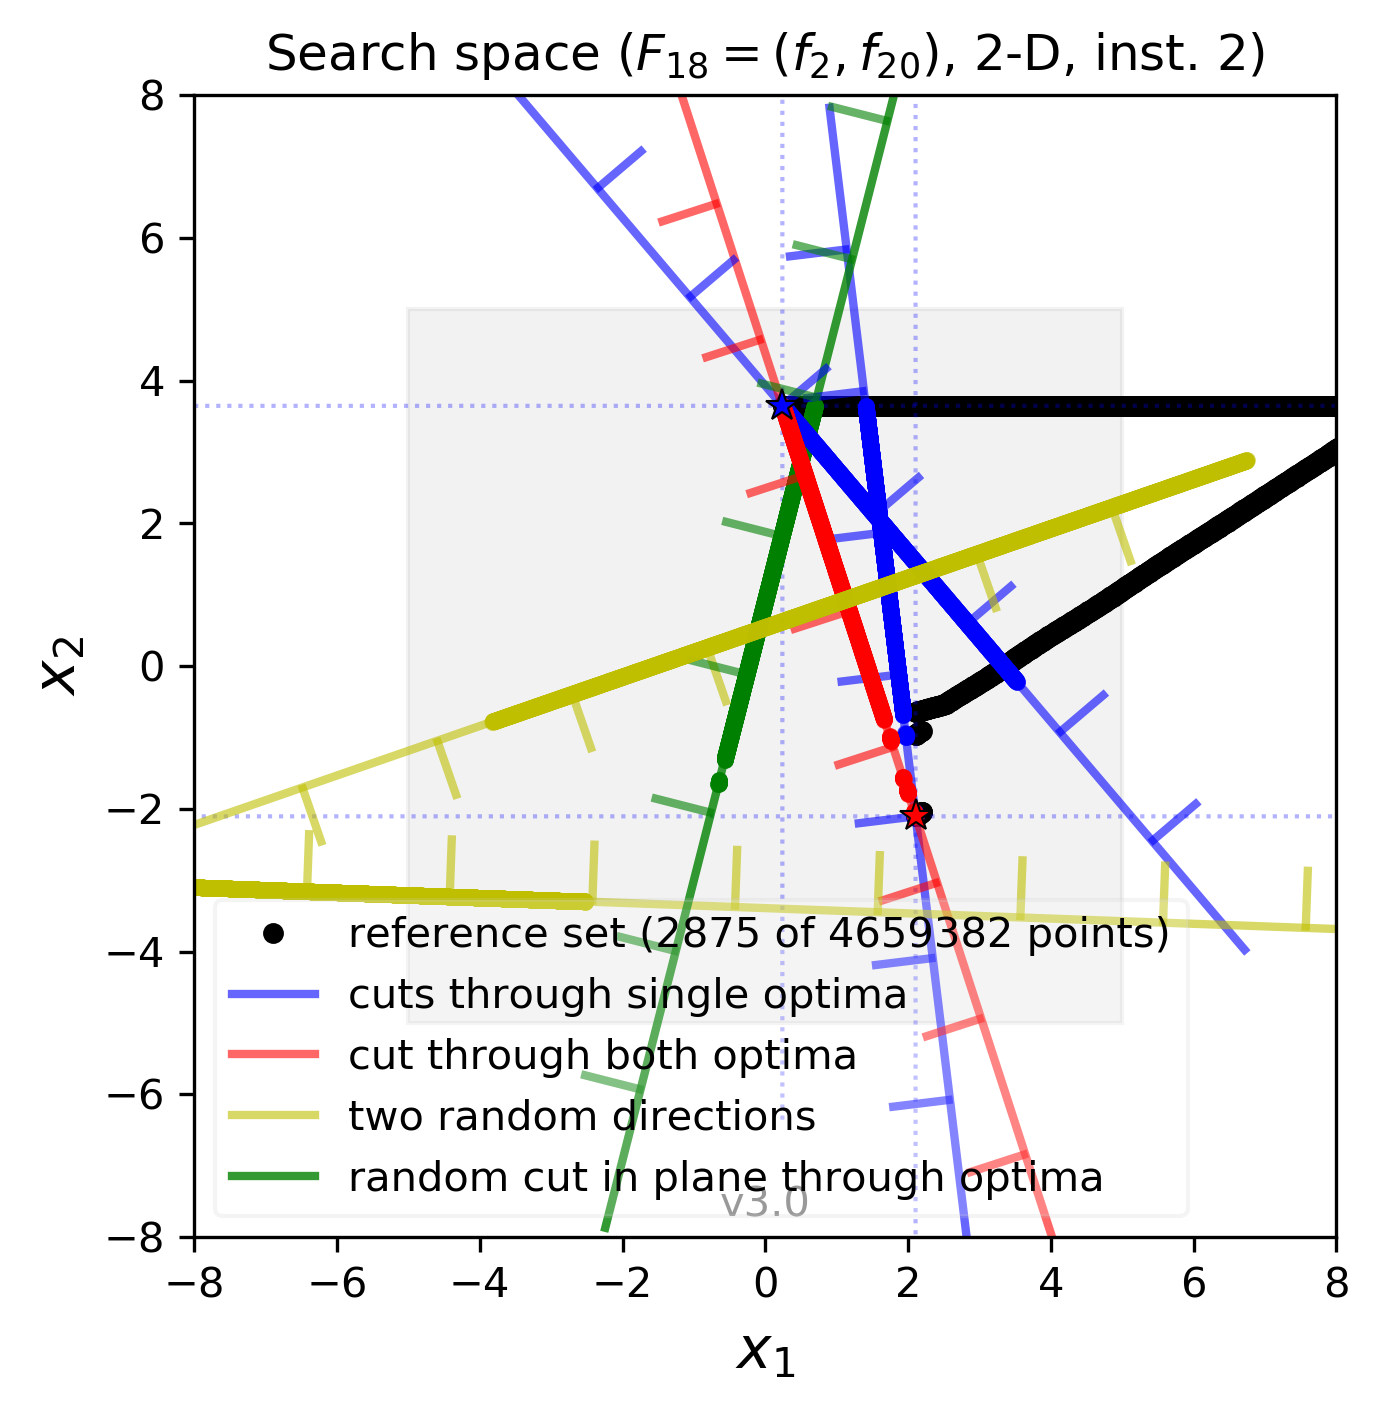 Search space (F₁₈ = (f₂, f₂₀), 2-D, inst. 2)
8
6
4
2
0
−2
−4
−6
−8
x₂
reference set (2875 of 4659382 points)
cuts through single optima
cut through both optima
two random directions
random cut in plane through optima
v3.0
−8 −6 −4 −2 0 2 4 6 8
x₁